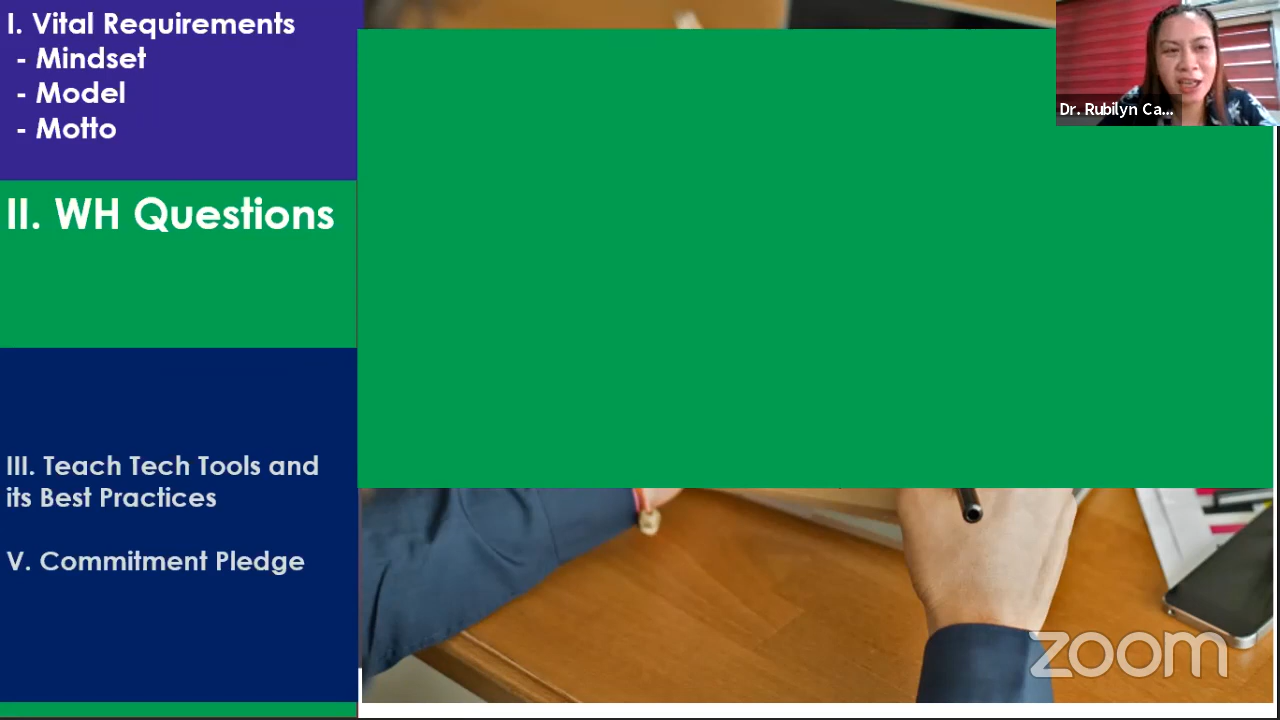 I. Vital Requirements
- Mindset
- Model
- Motto
II. WH Questions
III. Teach Tech Tools and
its Best Practices
V. Commitment Pledge
Dr. Rubilyn Ca...
zoom